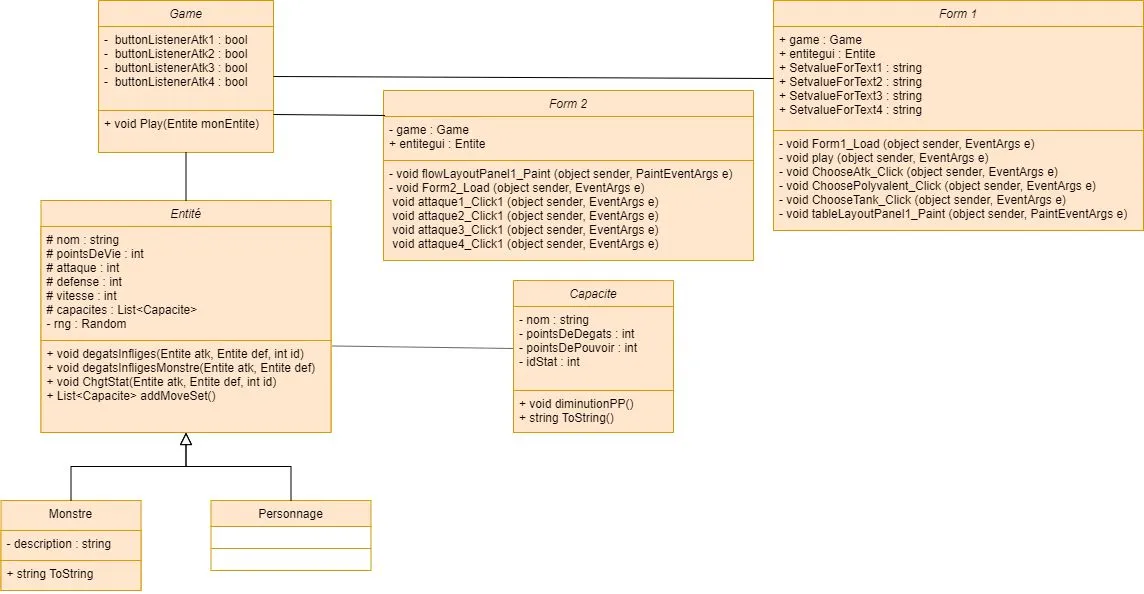 Game
- buttonListenerAtk1 : bool
- buttonListenerAtk2 : bool
- buttonListenerAtk3 : bool
- buttonListenerAtk4 : bool
+ void Play(Entite monEntite)
Form 1
+ game : Game
+ entitegui : Entite
+ SetvalueForText1 : string
+ SetvalueForText2 : string
+ SetvalueForText3 : string
+ SetvalueForText4 : string
- void Form1_Load (object sender, EventArgs e)
- void play (object sender, EventArgs e)
- void ChooseAtk_Click (object sender, EventArgs e)
- void ChoosePolyvalent_Click (object sender, EventArgs e)
- void ChooseTank_Click (object sender, EventArgs e)
- void tableLayoutPanel1_Paint (object sender, PaintEventArgs e)
Form 2
- game : Game
+ entitegui : Entite
- void flowLayoutPanel1_Paint (object sender, PaintEventArgs e)
- void Form2_Load (object sender, EventArgs e)
void attaque1_Click1 (object sender, EventArgs e)
void attaque2_Click1 (object sender, EventArgs e)
void attaque3_Click1 (object sender, EventArgs e)
void attaque4_Click1 (object sender, EventArgs e)
Entité
# nom : string
# pointsDeVie : int
# attaque : int
# defense : int
# vitesse : int
# capacites : List<Capacite>
- rng : Random
+ void degatsInfliges(Entite atk, Entite def, int id)
+ void degatsInfligesMonstre(Entite atk, Entite def)
+ void ChgtStat(Entite atk, Entite def, int id)
+ List<Capacite> addMoveSet()
Capacite
- nom : string
- pointsDeDegats : int
- pointsDePouvoir : int
- idStat : int
+ void diminutionPP()
+ string ToString()
Monstre
- description : string
+ string ToString
Personnage